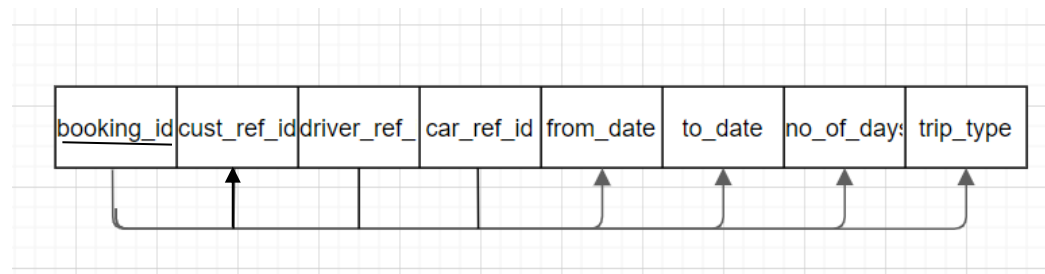 booking_id cust_ref_id driver_ref_ car_ref_id from_date to_date no_of_days trip_type